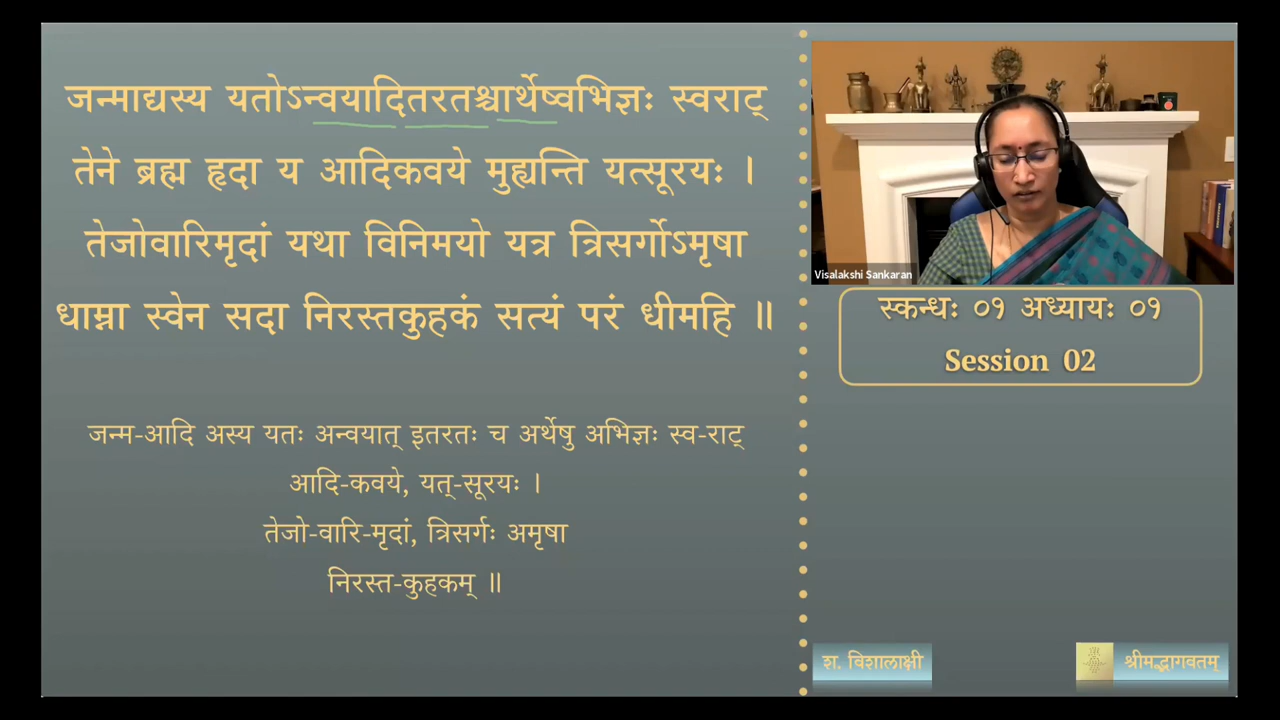 जन्माद्यस्य यतोऽन्वयादितरतश्चार्थेष्वभिज्ञः स्वराट्
तेने ब्रह्म हृदा य आदिकवये मुह्यन्ति यत्सूरयः ।
तेजोवारिमृदां यथा विनिमयो यत्र त्रिसर्गोऽमृषा
धाम्ना स्वेन सदा निरस्तकुहकं सत्यं परं धीमहि ॥
जन्म-आदि अस्य यतः अन्वयात् इतरतः च अर्थेषु अभिज्ञः स्व-राट्
आदि-कवये, यत्-सूरयः ।
तेजो-वारि-मृदां, त्रिसर्गः अमृषा
निरस्त-कुहकम् ॥
Visalakshi Sankaran
स्कन्धः ०१ अध्यायः ०१
Session 02
श. विशालाक्षी
श्रीमद्भागवतम्